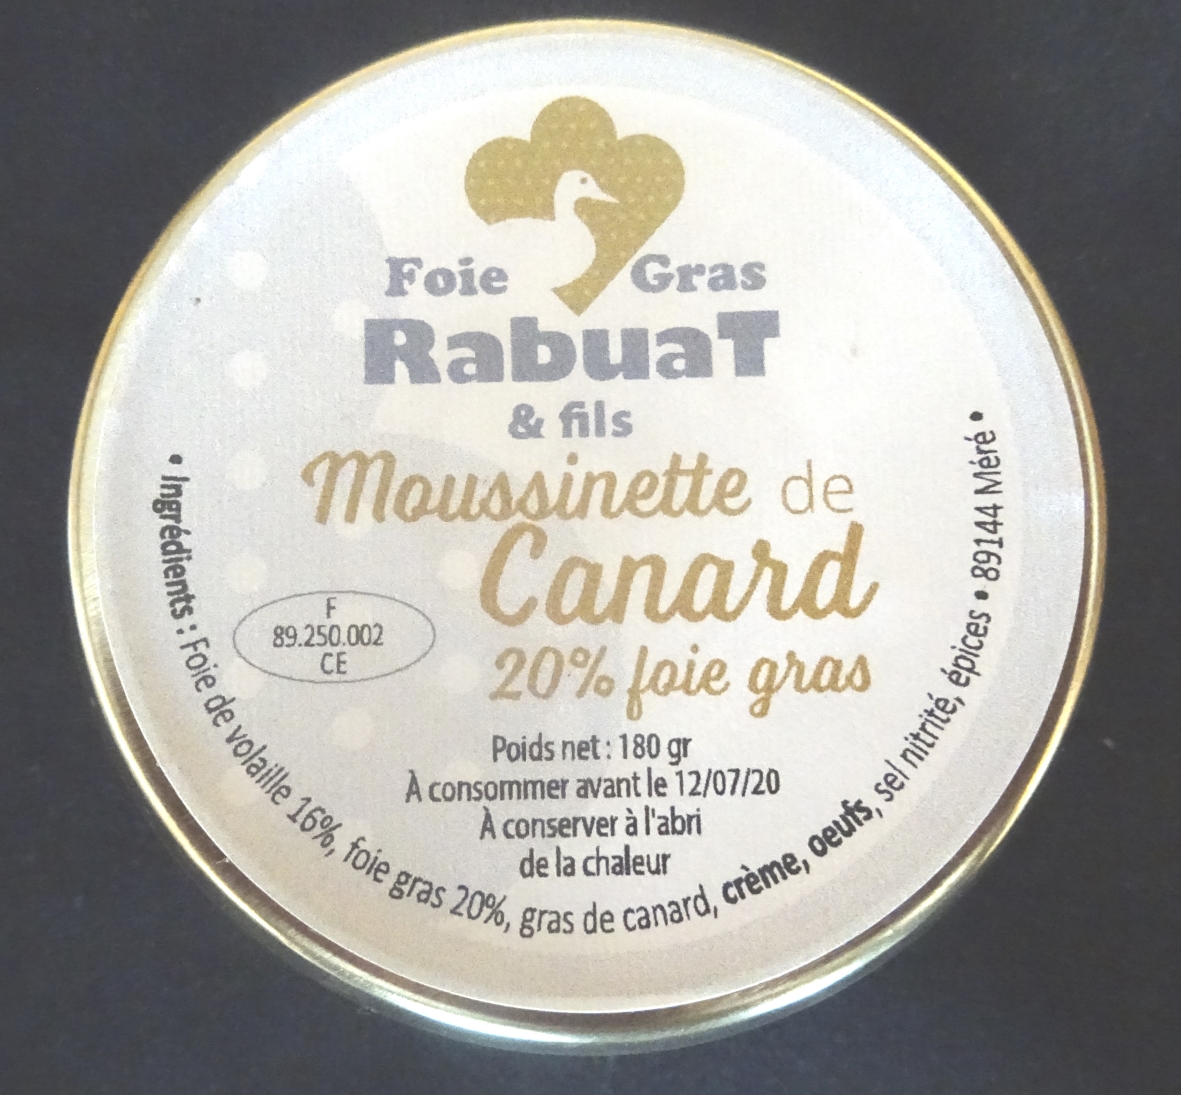 Foie Gras
RabuaT
& fils
Moussinette de
Canard
20% foie gras
F
89.250.002
CE
Poids net : 180 gr
À consommer avant le 12/07/20
À conserver à l'abri
de la chaleur
• Ingrédients : Foie de volaille 16%, foie gras 20%, gras de canard, crème, oeufs, sel nitrité, épices • 89144 Méré •